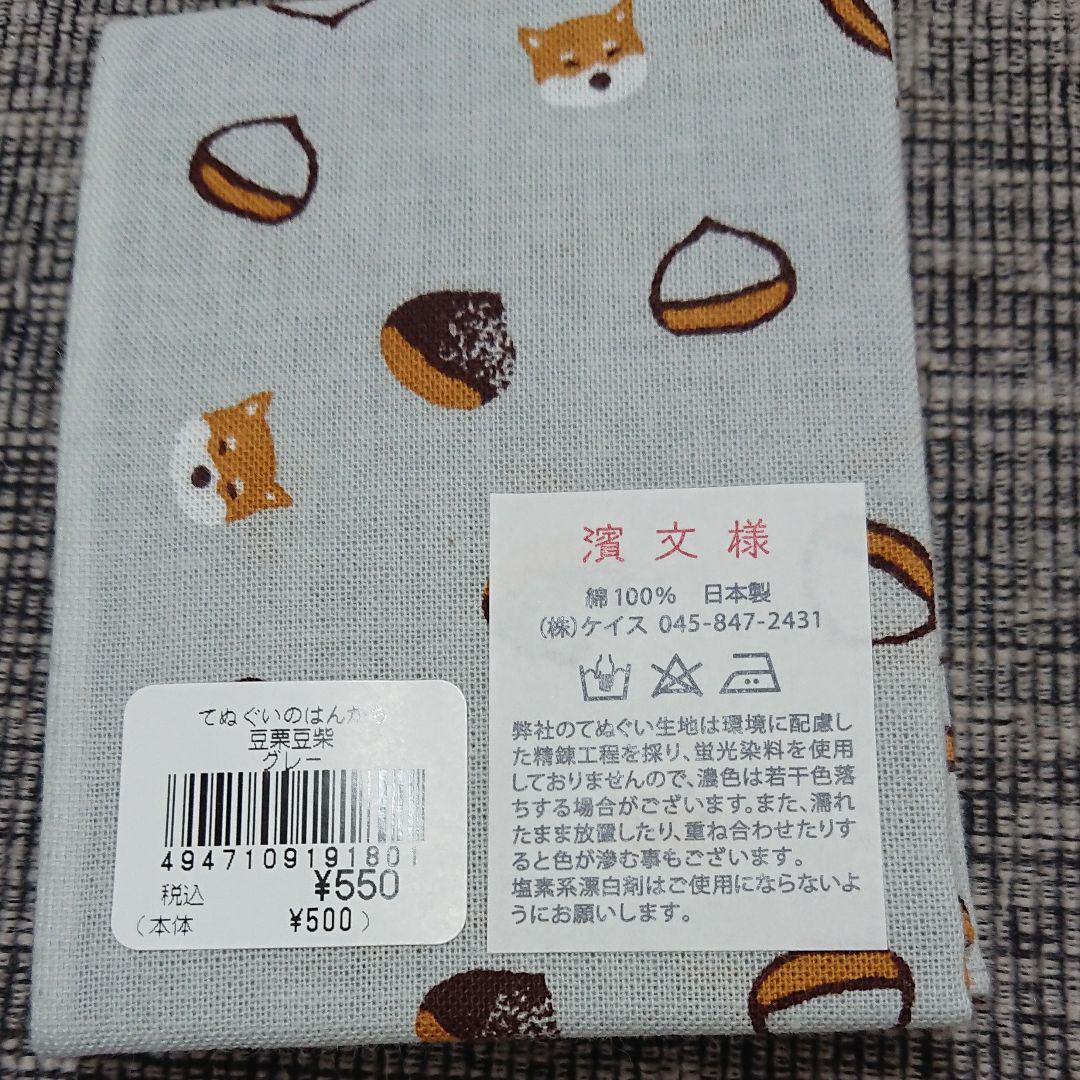 濱文様
綿100% 日本製
(株)ケイス 045-847-2431
弊社のてぬぐい生地は環境に配慮し
た精錬工程を採り、蛍光染料を使用
しておりませんので、濃色は若干色落
ちする場合がございます。また、濡れ
たまま放置したり、重ね合わせたりす
ると色が滲む事もございます。
塩素系漂白剤はご使用にならないよ
うにお願いします。
てぬぐいのはんかち
豆栗豆柴
グレー
4947109191801
税込 ¥550
(本体 ¥500)